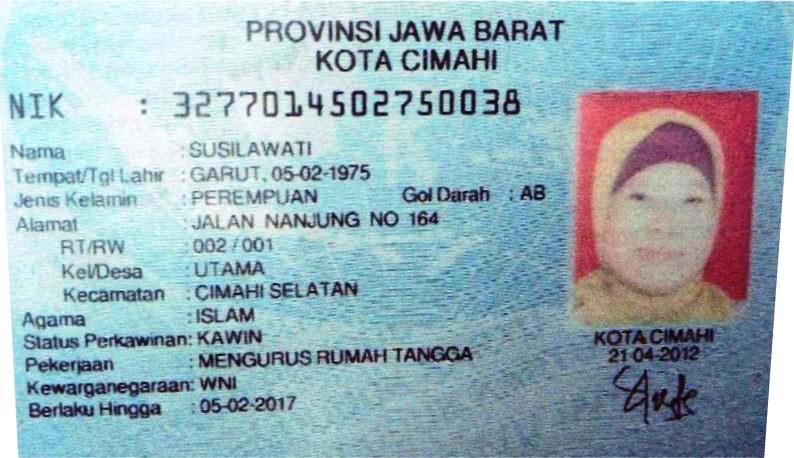 PROVINSI JAWA BARAT
KOTA CIMAHI
NIK : 3277014502750038
Nama : SUSILAWATI
Tempat/Tgl Lahir : GARUT, 05-02-1975
Jenis Kelamin : PEREMPUAN Gol Darah : AB
Alamat : JALAN NANJUNG NO 164
RT/RW : 002 / 001
Kel/Desa : UTAMA
Kecamatan : CIMAHI SELATAN
Agama : ISLAM
Status Perkawinan: KAWIN
Pekerjaan : MENGURUS RUMAH TANGGA
Kewarganegaraan: WNI
Berlaku Hingga : 05-02-2017
KOTA CIMAHI
21-04-2012